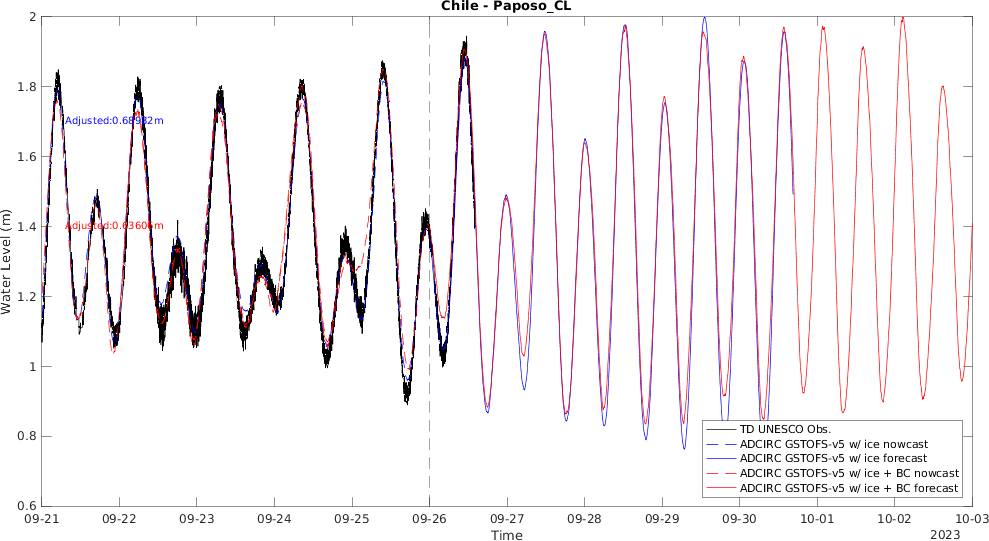 Chile - Paposo_CL
2
1.8
1.6
1.4
1.2
1
0.8
0.6
Water Level (m)
Adjusted:0.68982m
Adjusted:0.63606m
TD UNESCO Obs.
ADCIRC GSTOFS-v5 w/ ice nowcast
ADCIRC GSTOFS-v5 w/ ice forecast
ADCIRC GSTOFS-v5 w/ ice + BC nowcast
ADCIRC GSTOFS-v5 w/ ice + BC forecast
09-21 09-22 09-23 09-24 09-25 09-26 09-27 09-28 09-29 09-30 10-01 10-02 10-03
Time
2023